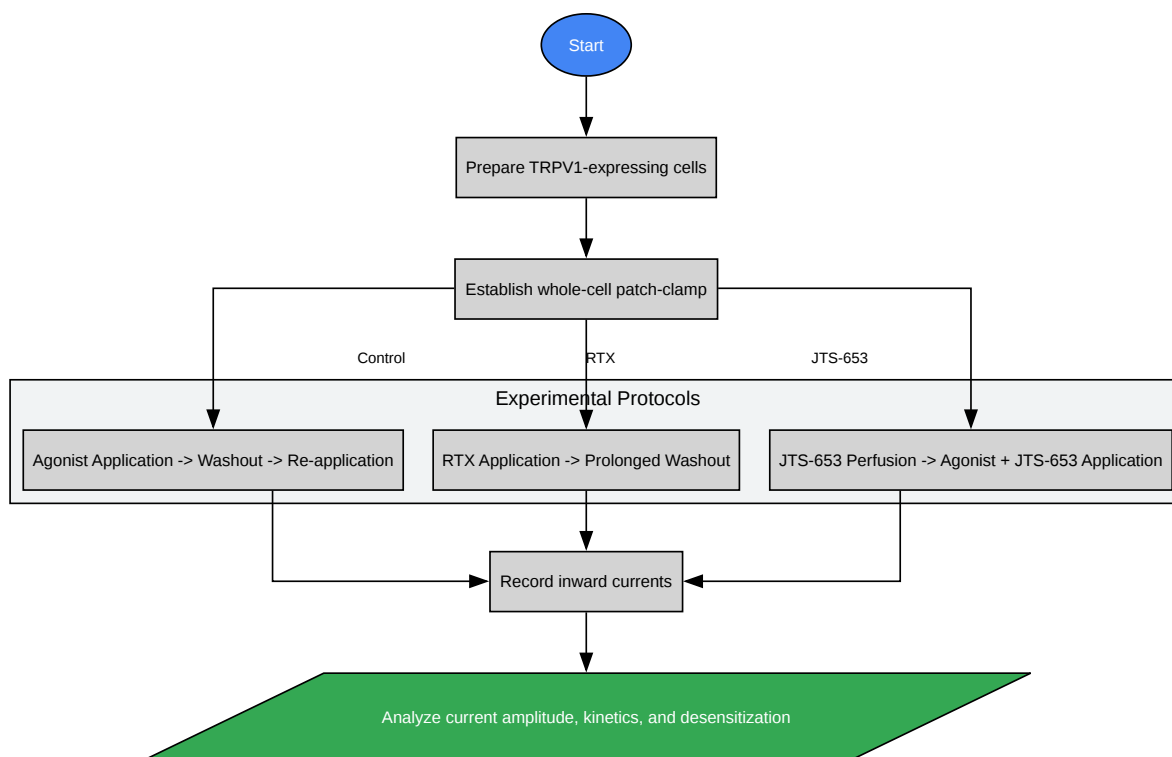 Start
Prepare TRPV1-expressing cells
Establish whole-cell patch-clamp
Control
RTX
JTS-653
Experimental Protocols
Agonist Application -> Washout -> Re-application
RTX Application -> Prolonged Washout
JTS-653 Perfusion -> Agonist + JTS-653 Application
Record inward currents
Analyze current amplitude, kinetics, and desensitization